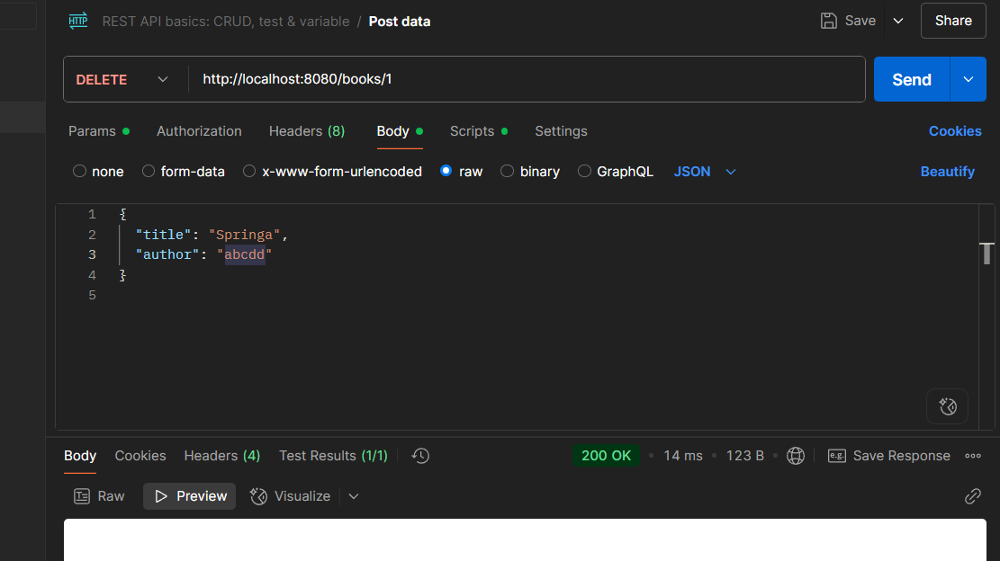 HTTP REST API basics: CRUD, test & variable / Post data Save Share
DELETE http://localhost:8080/books/1 Send
Params Authorization Headers (8) Body Scripts Settings Cookies
none form-data x-www-form-urlencoded raw binary GraphQL JSON Beautify
1 {
2 "title": "Springa",
3 "author": "abcdd"
4 }
5
Body Cookies Headers (4) Test Results (1/1) 200 OK 14 ms 123 B e.g. Save Response
Raw Preview Visualize